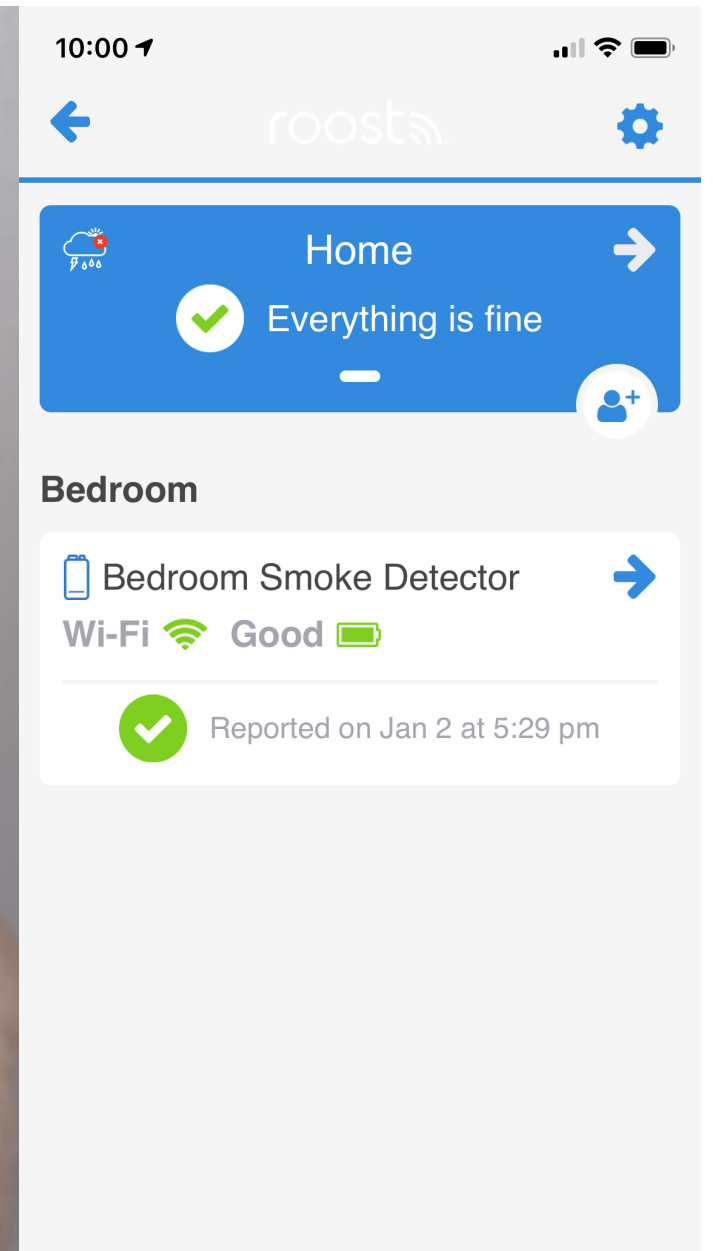 10:00
roost
Home
Everything is fine
Bedroom
Bedroom Smoke Detector
Wi-Fi Good
Reported on Jan 2 at 5:29 pm